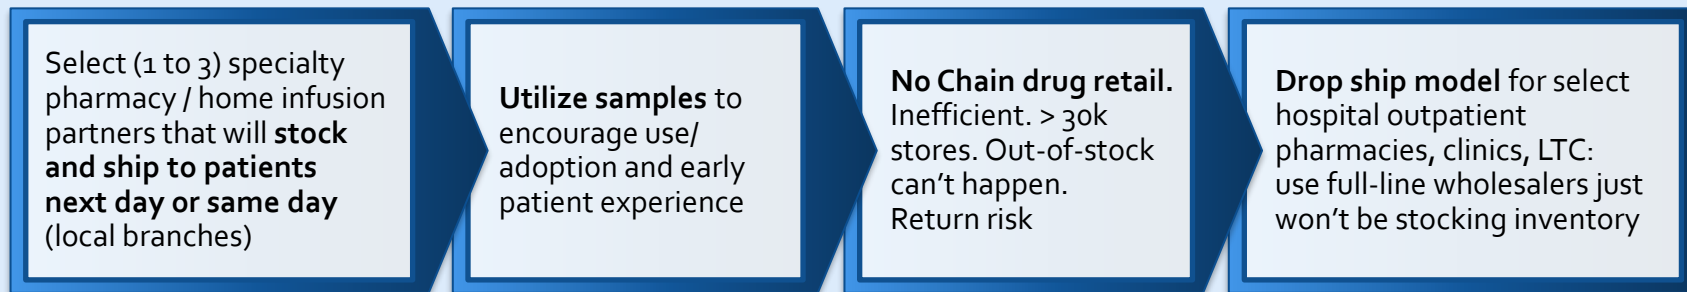 Select (1 to 3) specialty
pharmacy / home infusion
partners that will stock
and ship to patients
next day or same day
(local branches)
Utilize samples to
encourage use/
adoption and early
patient experience
No Chain drug retail.
Inefficient. > 30k
stores. Out-of-stock
can't happen.
Return risk
Drop ship model for select
hospital outpatient
pharmacies, clinics, LTC:
use full-line wholesalers just
won't be stocking inventory